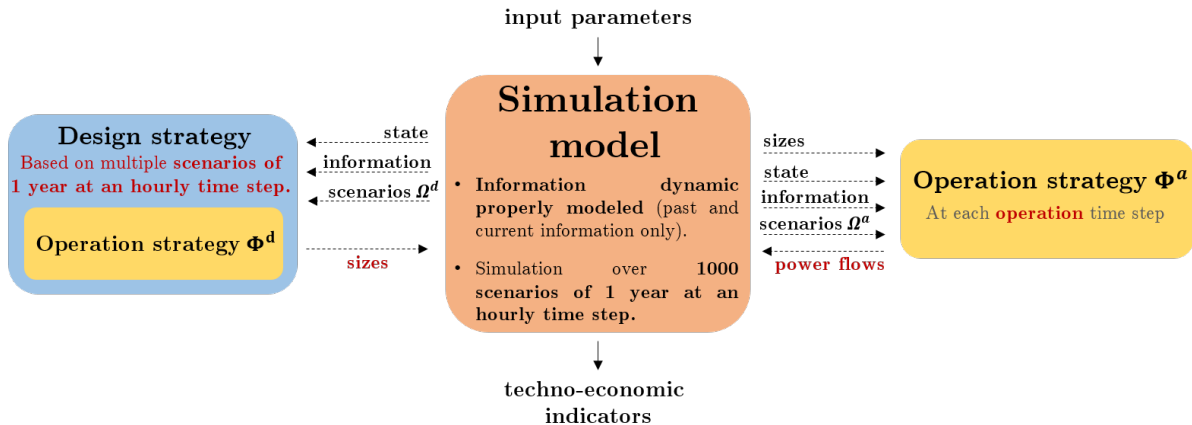 input parameters
Design strategy
Based on multiple scenarios of
1 year at an hourly time step.
Operation strategy Φᵈ
state
information
scenarios Ωᵈ
sizes
Simulation
model
• Information dynamic
properly modeled (past and
current information only).
• Simulation over 1000
scenarios of 1 year at an
hourly time step.
sizes
state
information
scenarios Ωᵃ
power flows
Operation strategy Φᵃ
At each operation time step
techno-economic
indicators